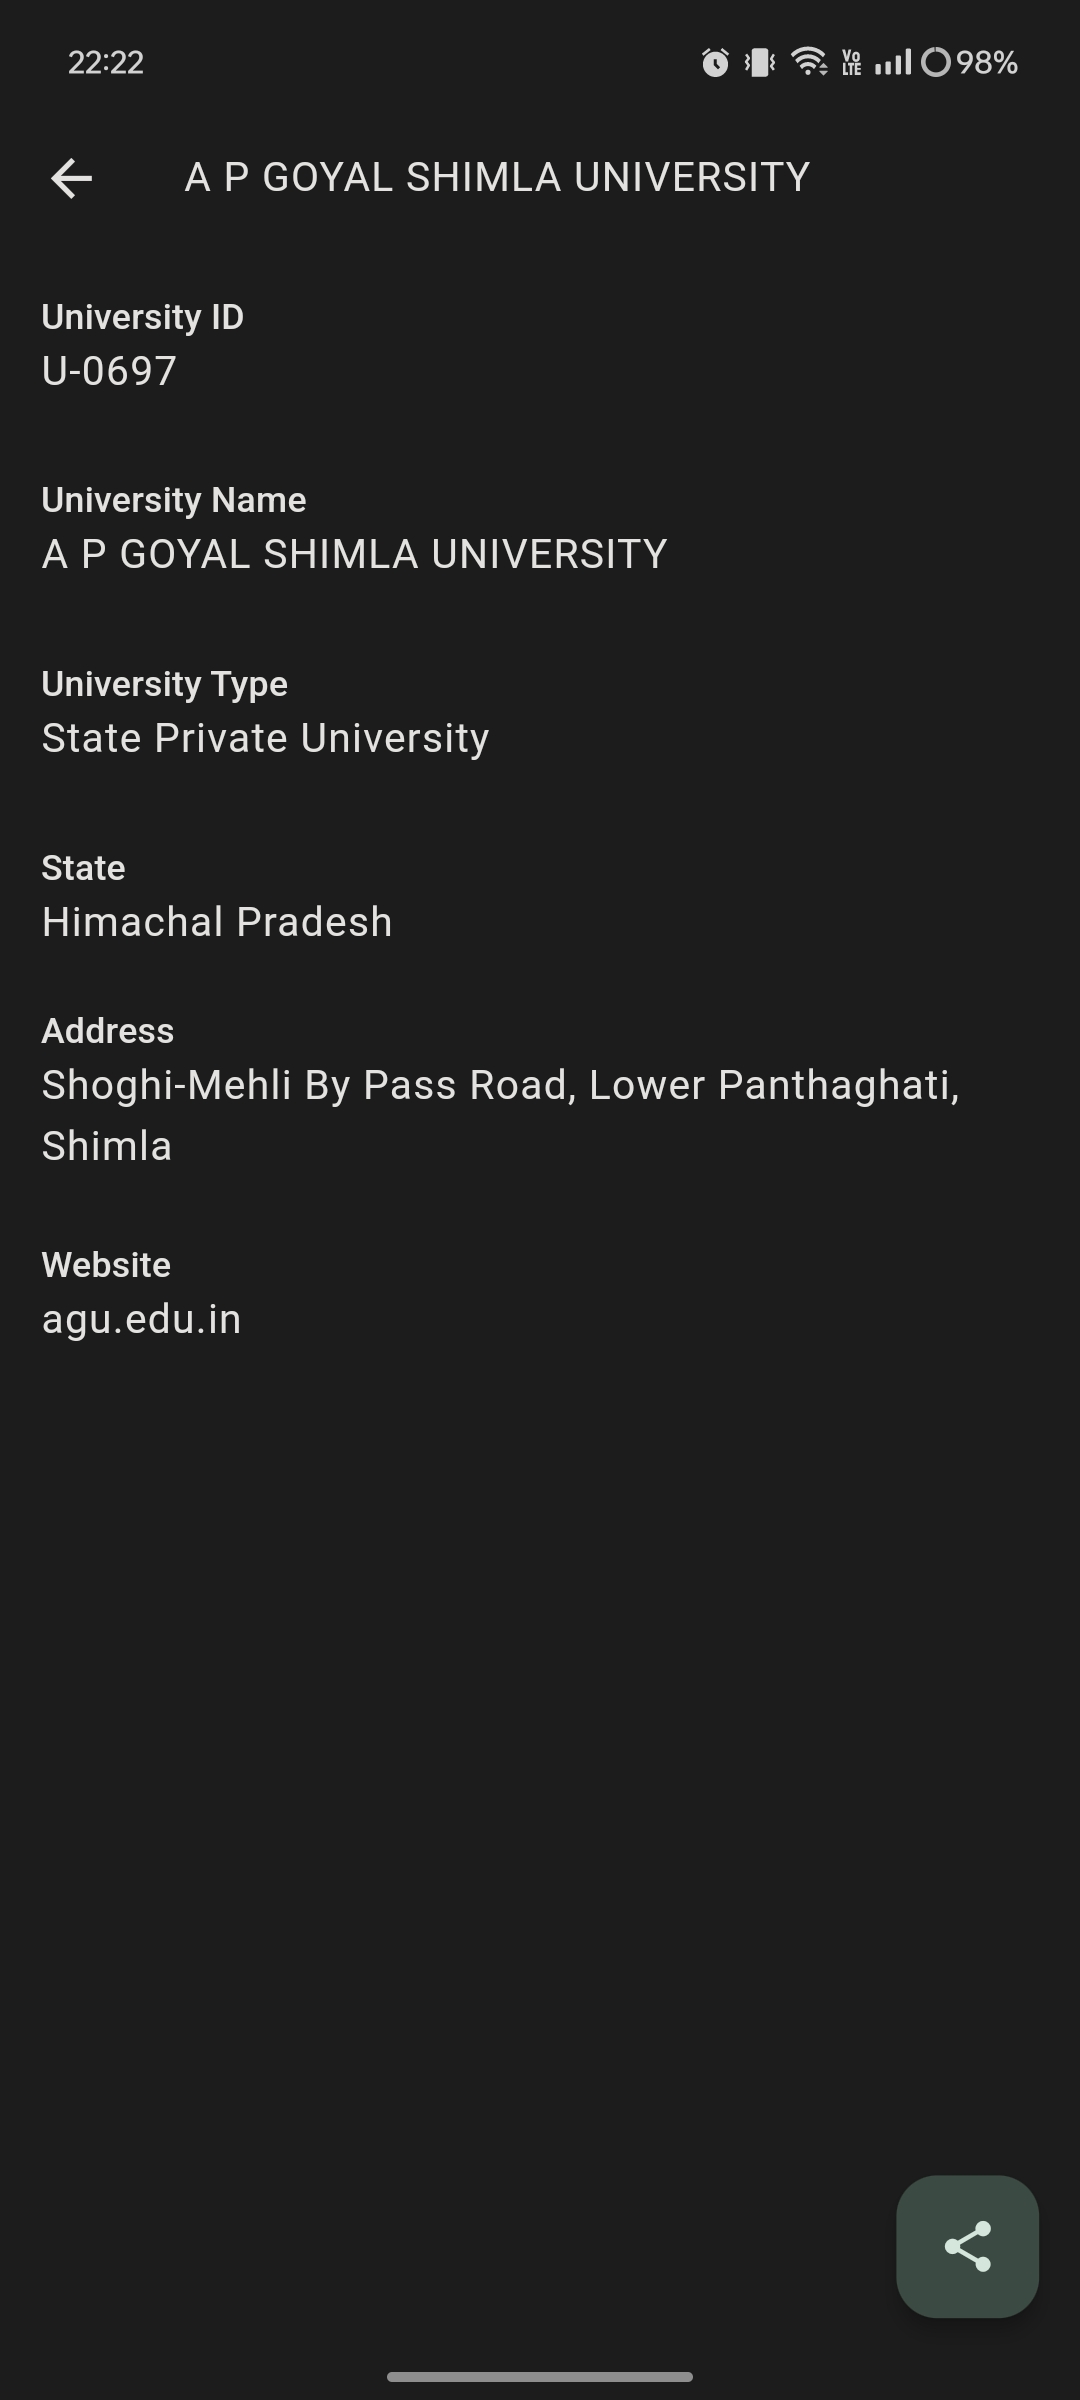 22:22
Vo LTE
98%
A P GOYAL SHIMLA UNIVERSITY
University ID
U-0697
University Name
A P GOYAL SHIMLA UNIVERSITY
University Type
State Private University
State
Himachal Pradesh
Address
Shoghi-Mehli By Pass Road, Lower Panthaghati,
Shimla
Website
agu.edu.in